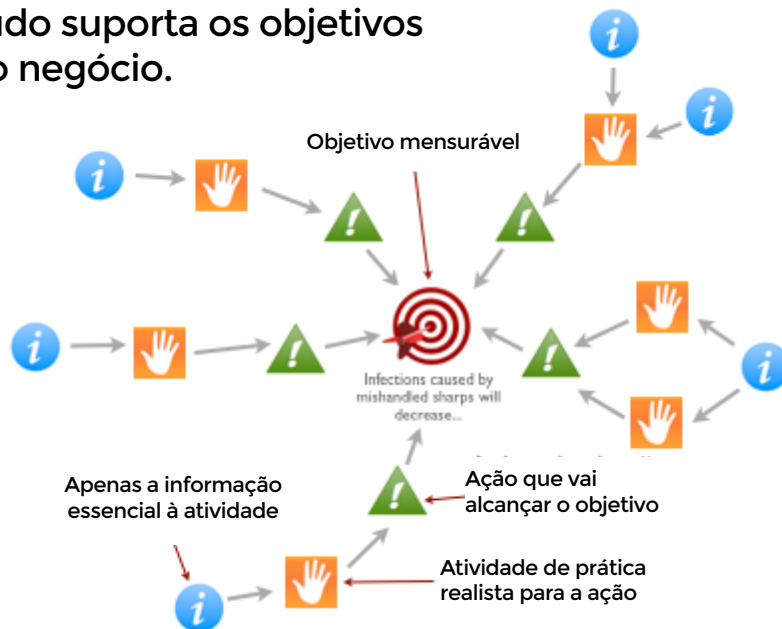 udo suporta os objetivos
o negócio.
Objetivo mensurável
Infections caused by
mishandled sharps will
decrease...
Apenas a informação
essencial à atividade
Ação que vai
alcançar o objetivo
Atividade de prática
realista para a ação